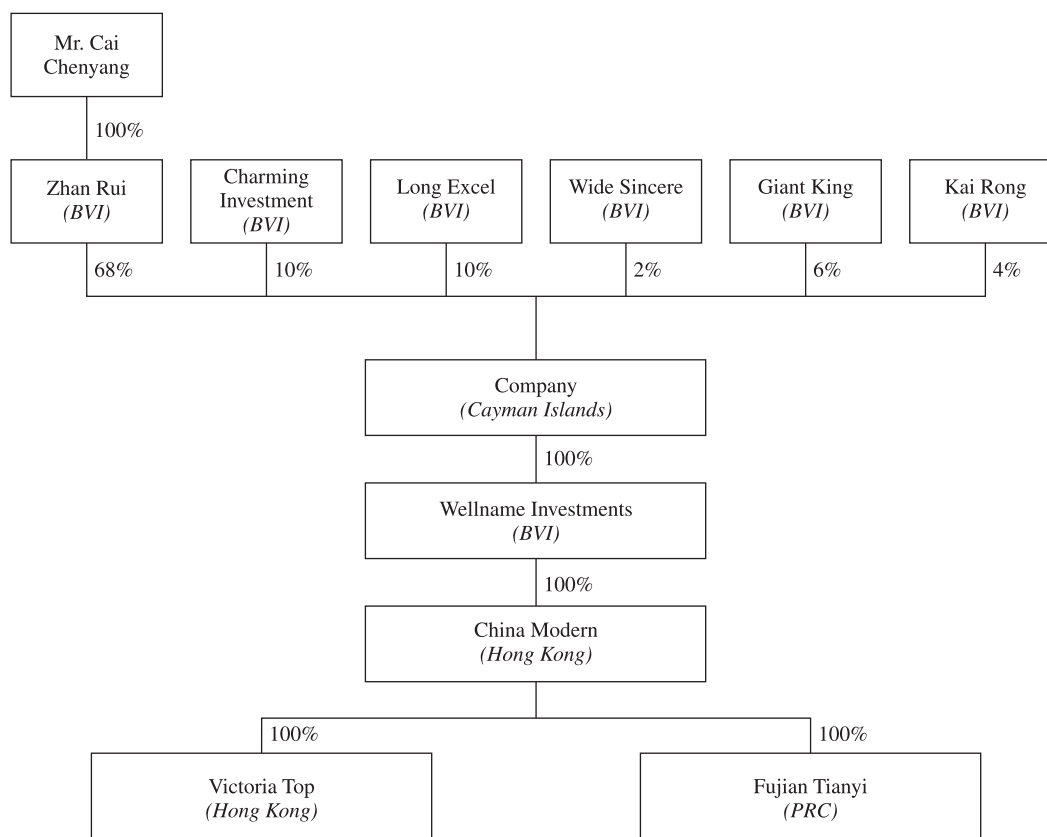 Mr. Cai
Chenyang
100%
Zhan Rui
(BVI)
Charming
Investment
(BVI)
Long Excel
(BVI)
Wide Sincere
(BVI)
Giant King
(BVI)
Kai Rong
(BVI)
68%
10%
10%
2%
6%
4%
Company
(Cayman Islands)
100%
Wellname Investments
(BVI)
100%
China Modern
(Hong Kong)
100%
100%
Victoria Top
(Hong Kong)
Fujian Tianyi
(PRC)